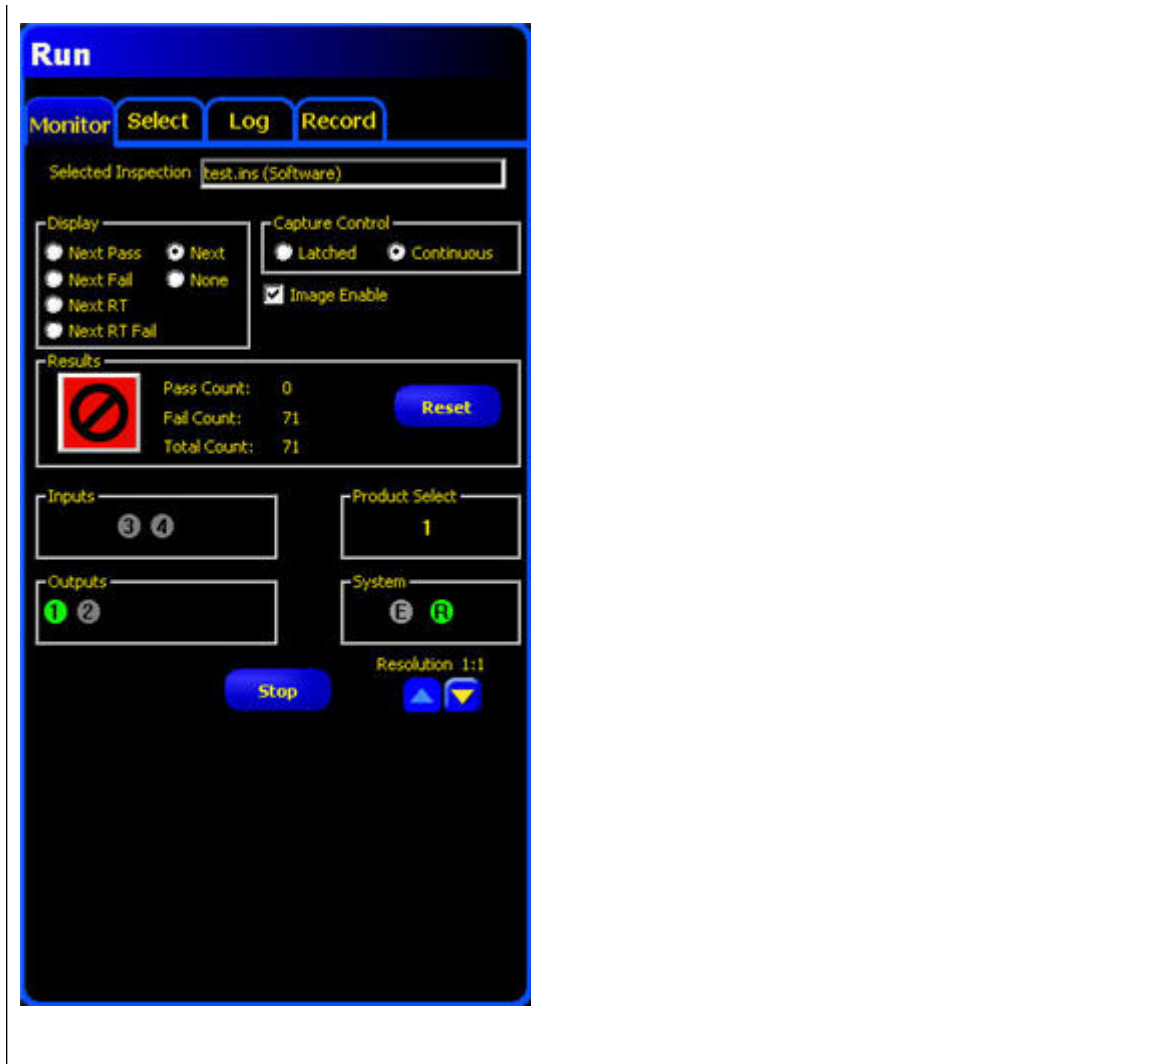 Run
Monitor Select Log Record
Selected Inspection test.ins (Software)
Display
Next Pass Next
Next Fail None
Next RT
Next RT Fail
Capture Control
Latched Continuous
Image Enable
Results
Pass Count: 0
Fail Count: 71
Total Count: 71
Reset
Inputs
3 4
Product Select
1
Outputs
1 2
System
E R
Stop
Resolution 1:1